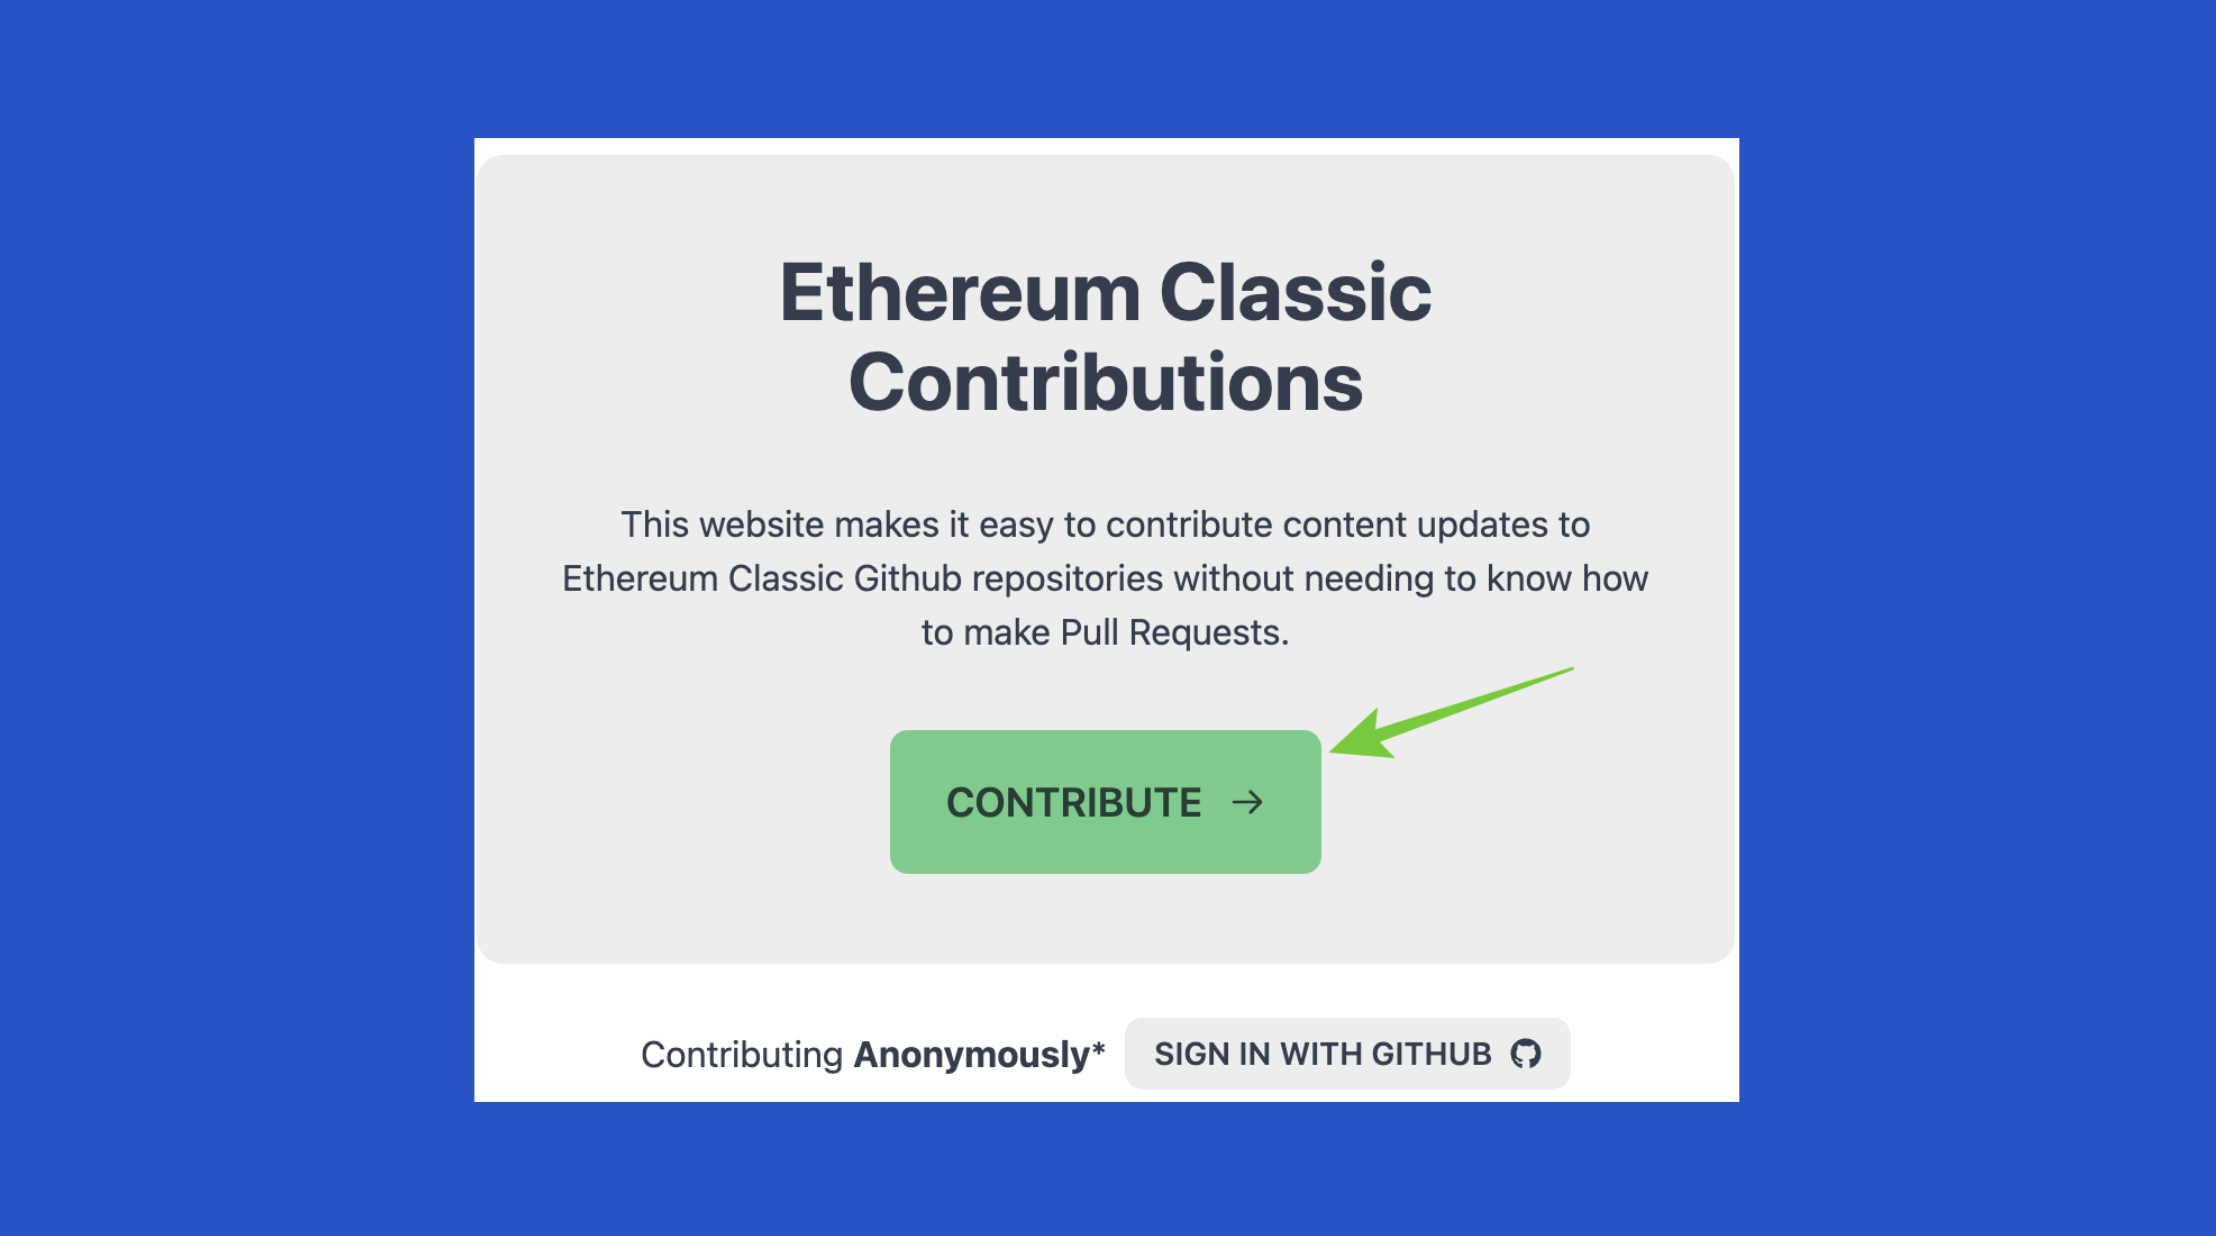 Ethereum Classic
Contributions
This website makes it easy to contribute content updates to
Ethereum Classic Github repositories without needing to know how
to make Pull Requests.
CONTRIBUTE →
Contributing Anonymously* SIGN IN WITH GITHUB